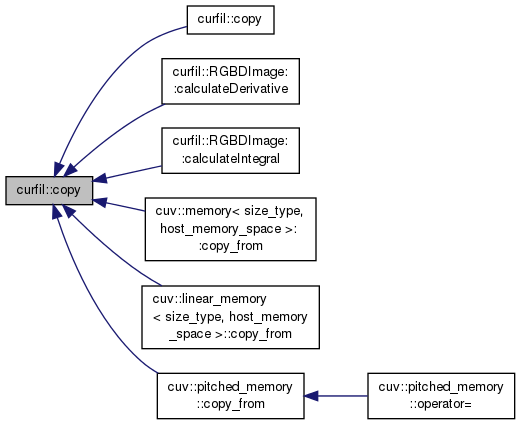 curfil::copy
curfil::RGBDImage:
:calculateDerivative
curfil::RGBDImage:
:calculateIntegral
curfil::copy
cuv::memory< size_type,
host_memory_space >:
:copy_from
cuv::linear_memory
< size_type, host_memory
_space >::copy_from
cuv::pitched_memory
::copy_from
cuv::pitched_memory
::operator=